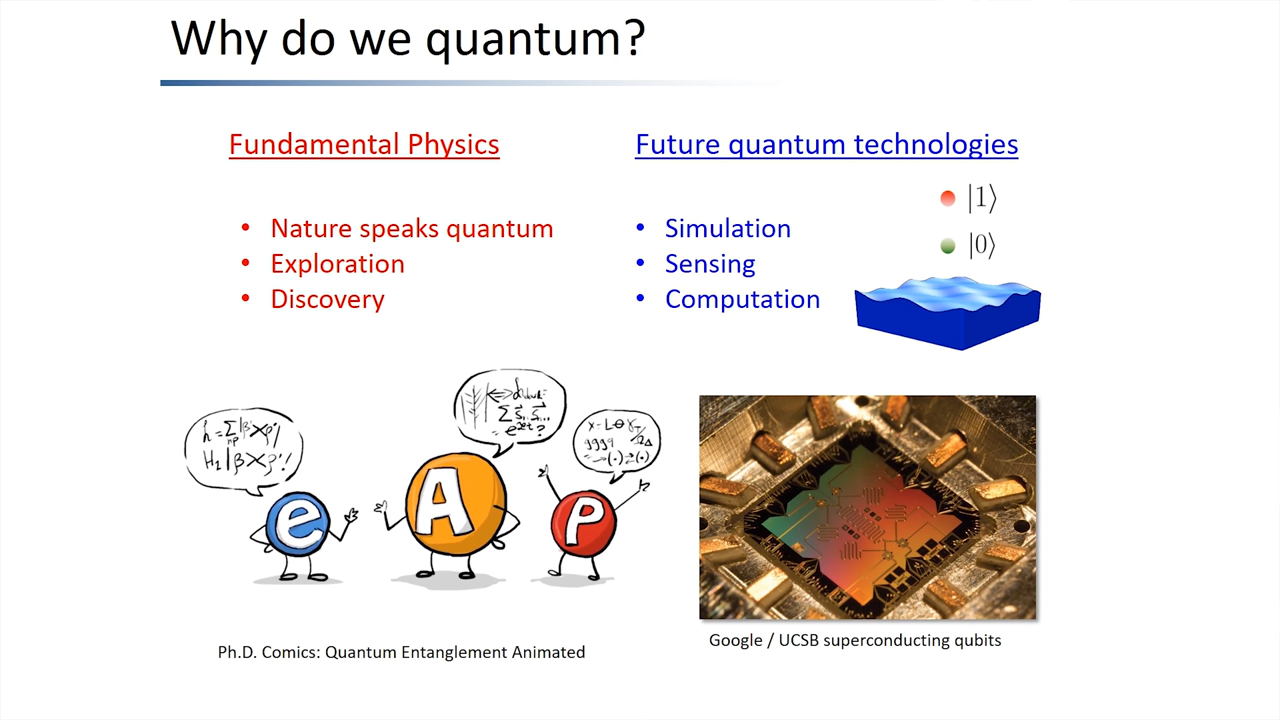 Why do we quantum?
Fundamental Physics
• Nature speaks quantum
• Exploration
• Discovery
Future quantum technologies
• Simulation
• Sensing
• Computation
|1⟩
|0⟩
e
A
P
Ph.D. Comics: Quantum Entanglement Animated
Google / UCSB superconducting qubits